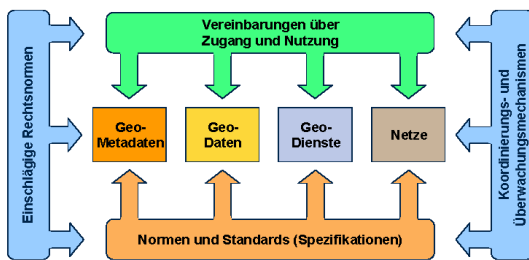 Vereinbarungen über
Zugang und Nutzung
Einschlägige Rechtsnormen
Geo-
Metadaten
Geo-
Daten
Geo-
Dienste
Netze
Koordinierungs- und
Überwachungsmechanismen
Normen und Standards (Spezifikationen)